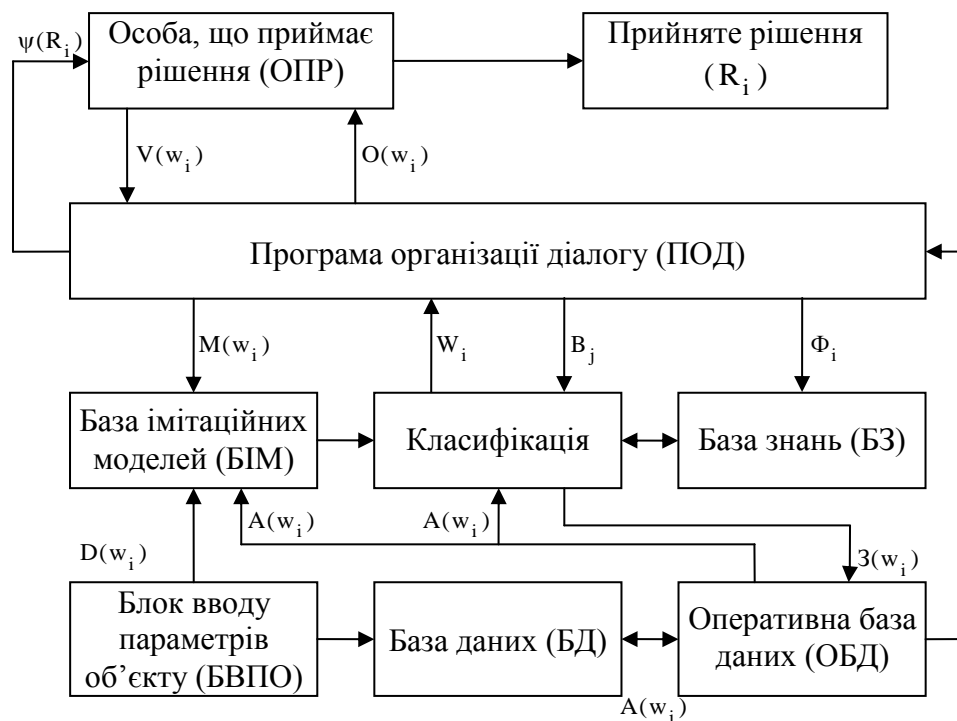 ψ(R_i)
Особа, що приймає
рішення (ОПР)
Прийняте рішення
(R_i)
V(w_i)
O(w_i)
Програма організації діалогу (ПОД)
M(w_i)
W_i
B_j
Φ_i
База імітаційних
моделей (БІМ)
Класифікація
База знань (БЗ)
D(w_i)
A(w_i)
A(w_i)
З(w_i)
Блок вводу
параметрів
об’єкту (БВПО)
База даних (БД)
Оперативна база
даних (ОБД)
A(w_i)